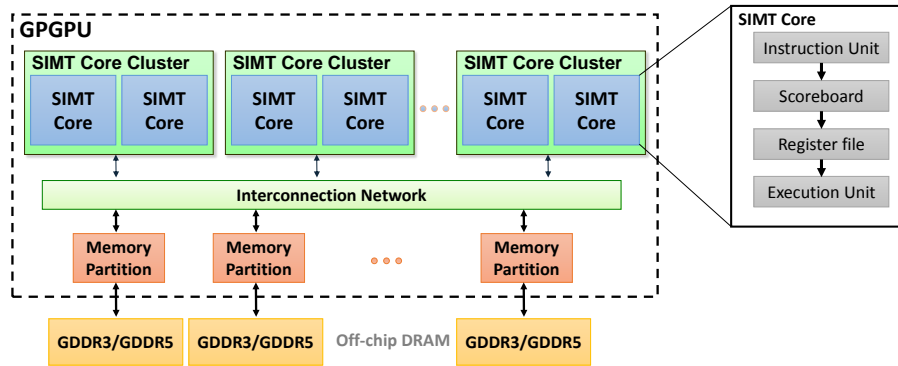 GPGPU
SIMT Core Cluster
SIMT Core
SIMT Core
SIMT Core Cluster
SIMT Core
SIMT Core
SIMT Core Cluster
SIMT Core
SIMT Core
Interconnection Network
Memory
Partition
Memory
Partition
Memory
Partition
GDDR3/GDDR5
GDDR3/GDDR5
Off-chip DRAM
GDDR3/GDDR5
SIMT Core
Instruction Unit
Scoreboard
Register file
Execution Unit